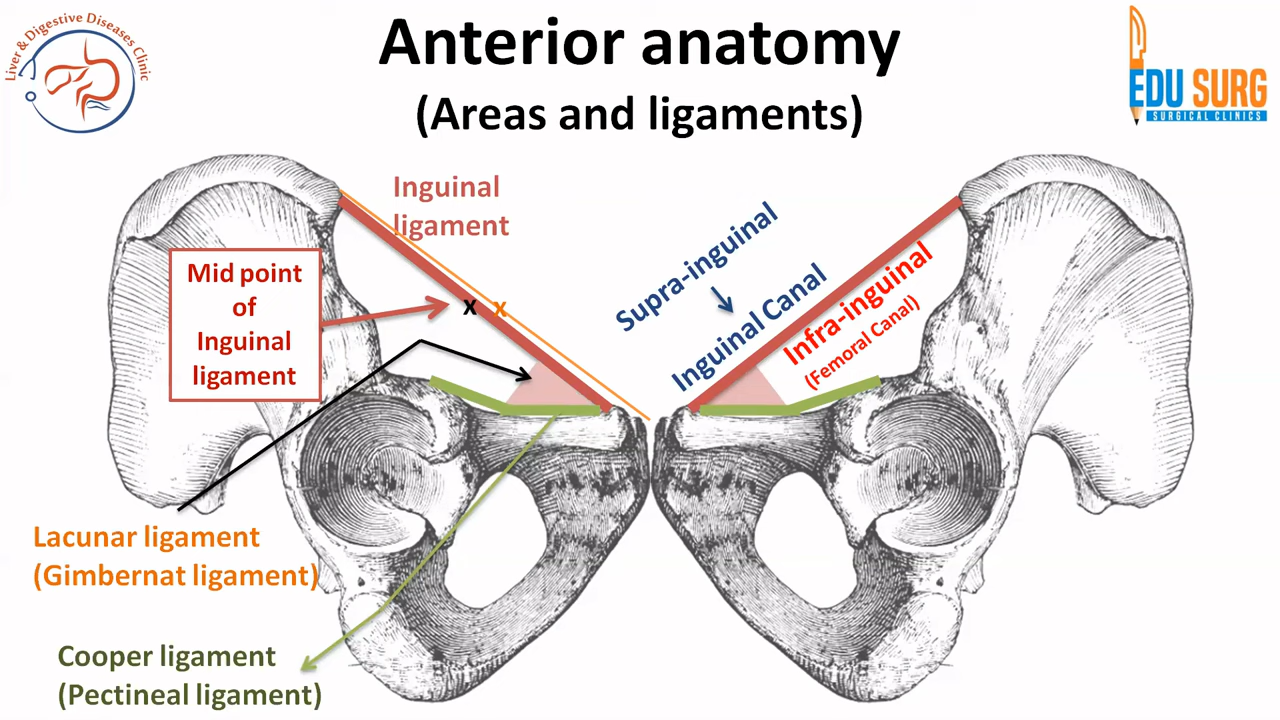 Liver & Digestive Diseases Clinic
Anterior anatomy
(Areas and ligaments)
EDU SURG
SURGICAL CLINICS
Inguinal
ligament
Mid point
of
Inguinal
ligament
x x
Supra-inguinal
Inguinal Canal
Infra-inguinal
(Femoral Canal)
Lacunar ligament
(Gimbernat ligament)
Cooper ligament
(Pectineal ligament)